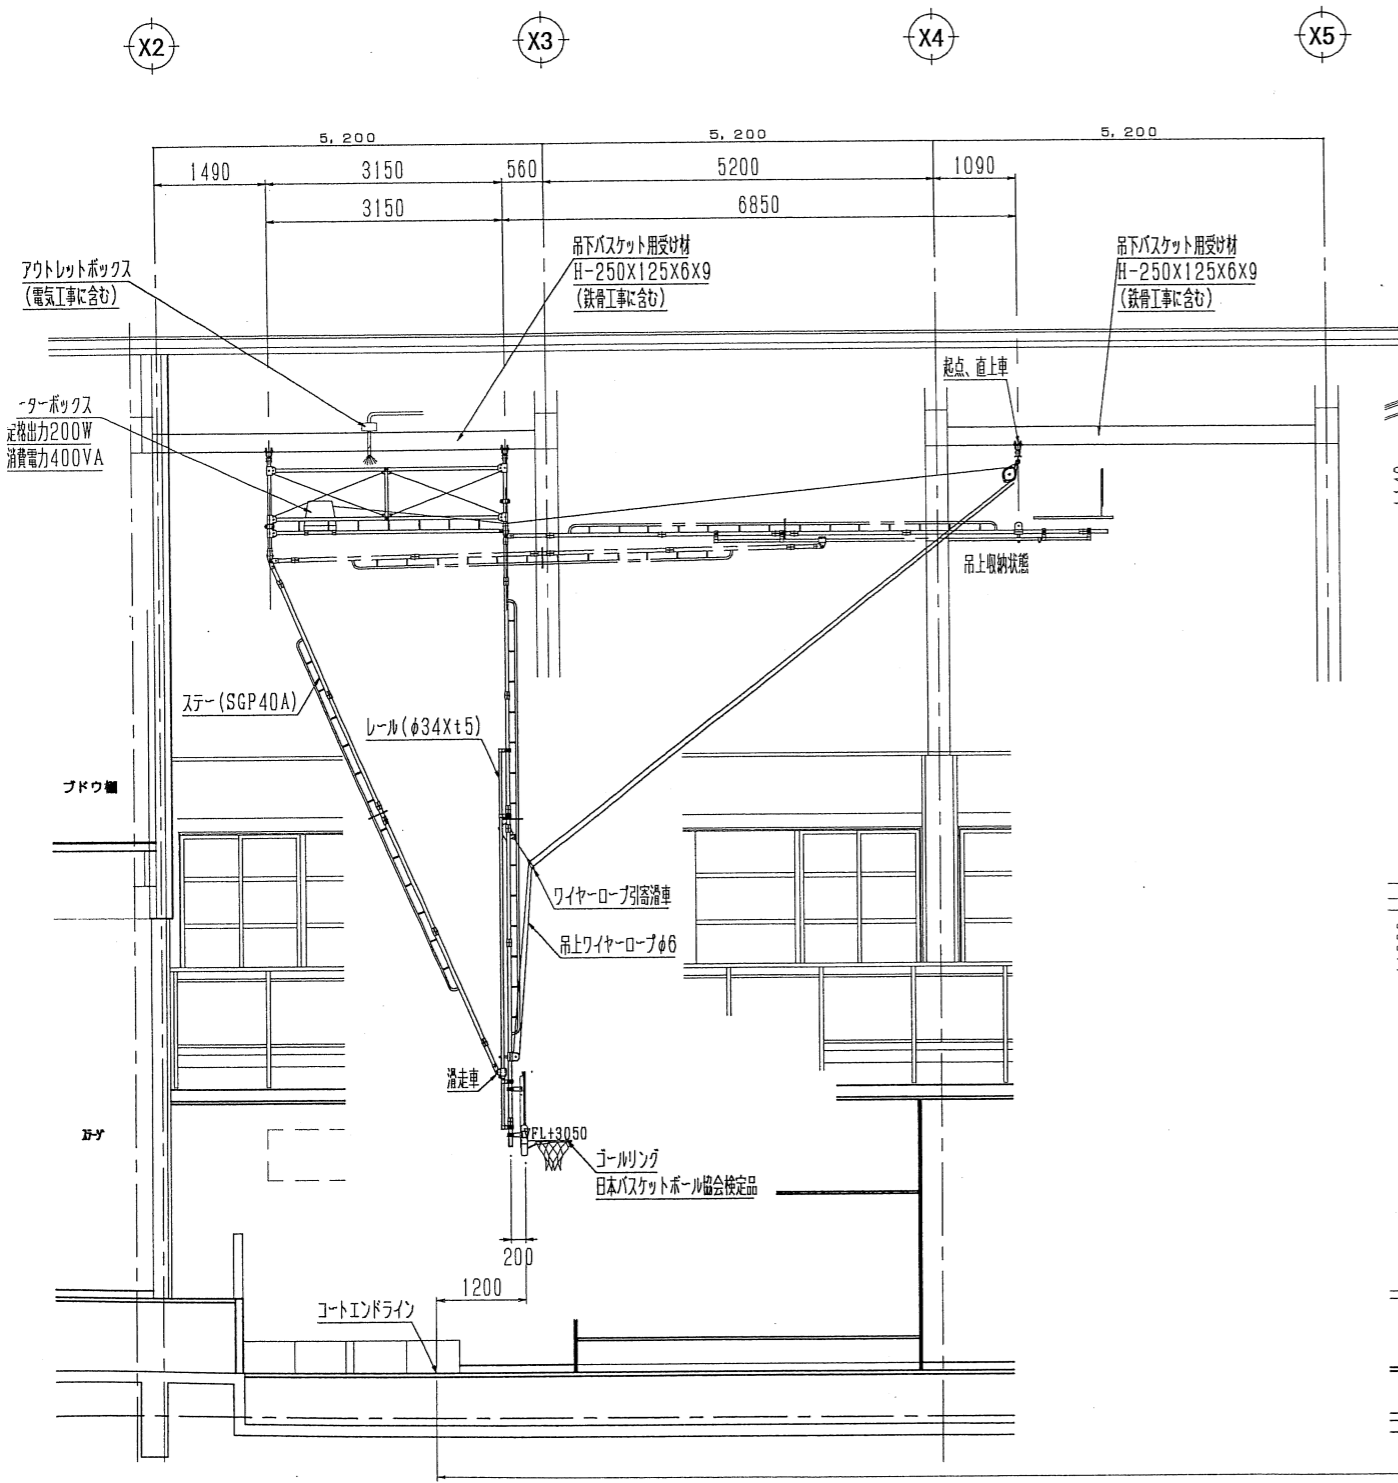 X2
X3
X4
X5
5,200
5,200
5,200
1490
3150
560
5200
1090
3150
6850
吊下バスケット用受け材
H-250X125X6X9
(鉄骨工事に含む)
吊下バスケット用受け材
H-250X125X6X9
(鉄骨工事に含む)
アウトレットボックス
(電気工事に含む)
起点、直上車
ーターボックス
定格出力200W
消費電力400VA
吊上収納状態
ステー(SGP40A)
レール(φ34Xt5)
ブドウ棚
ワイヤーロープ引寄滑車
吊上ワイヤーロープφ6
滑走車
ステージ
▽FL+3050
ゴールリング
日本バスケットボール協会検定品
200
1200
コートエンドライン